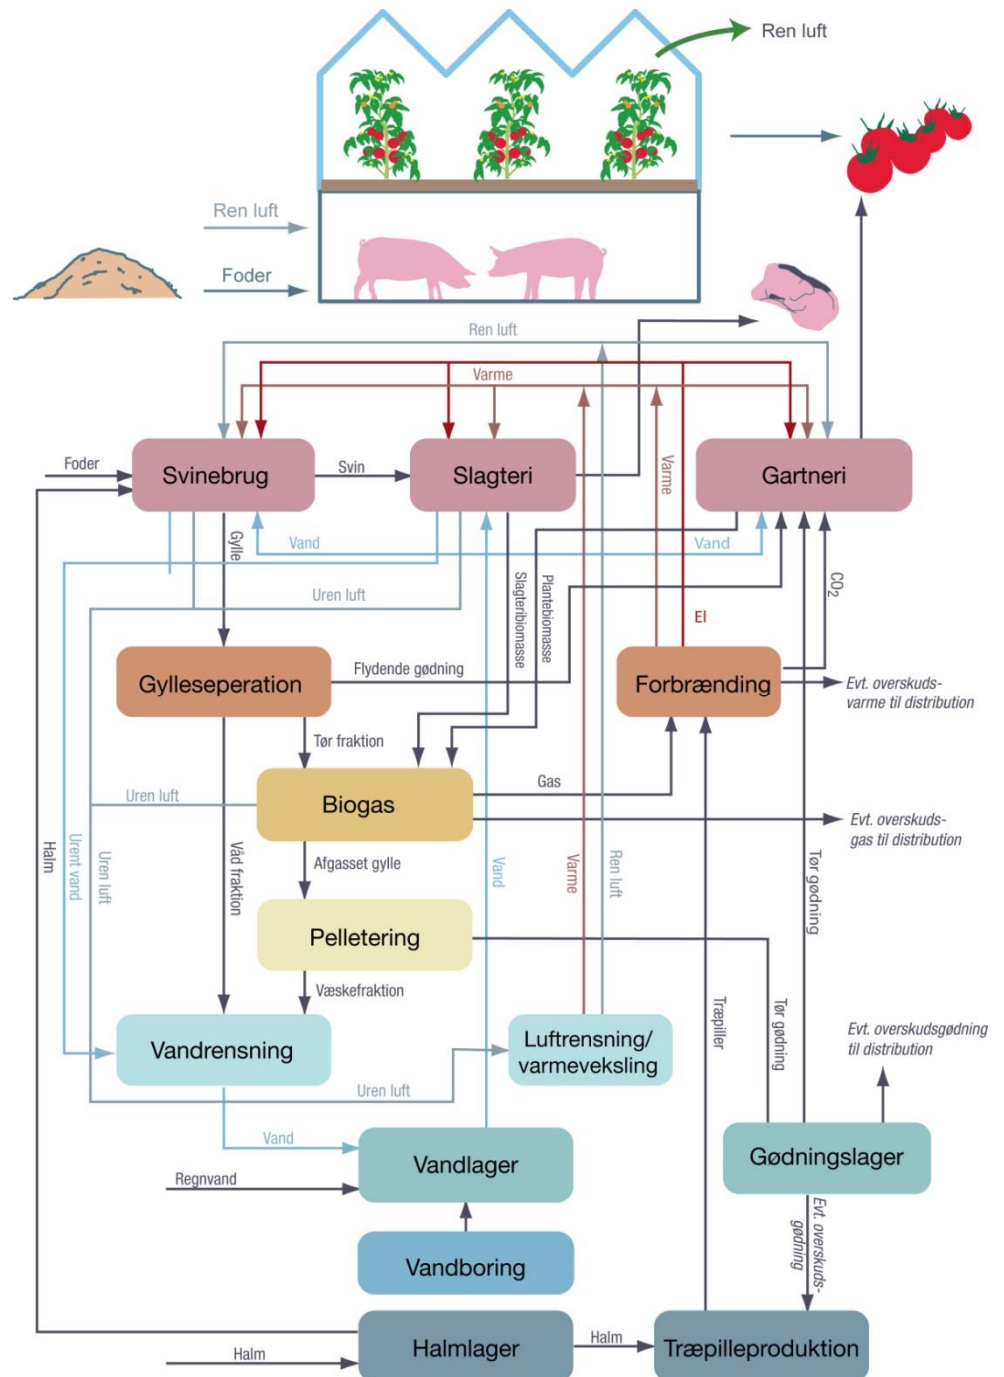 Ren luft
Ren luft
Foder
Ren luft
Varme
Foder
Svinebrug
Svin
Slagteri
Varme
Gartneri
Gylle
Vand
Vand
Uren luft
Slagteribiomasse
Plantebiomasse
El
CO2
Gylleseperation
Flydende gødning
Forbrænding
Evt. overskuds-
varme til distribution
Tør fraktion
Biogas
Uren luft
Gas
Evt. overskuds-
gas til distribution
Halm
Urent vand
Uren luft
Våd fraktion
Afgasset gylle
Vand
Varme
Ren luft
Tør gødning
Pelletering
Væskefraktion
Træpiller
Tør gødning
Vandrensning
Luftrensning/
varmeveksling
Evt. overskudsgødning
til distribution
Uren luft
Vand
Vandlager
Gødningslager
Regnvand
Evt. overskuds-
gødning
Vandboring
Halmlager
Halm
Halm
Træpilleproduktion